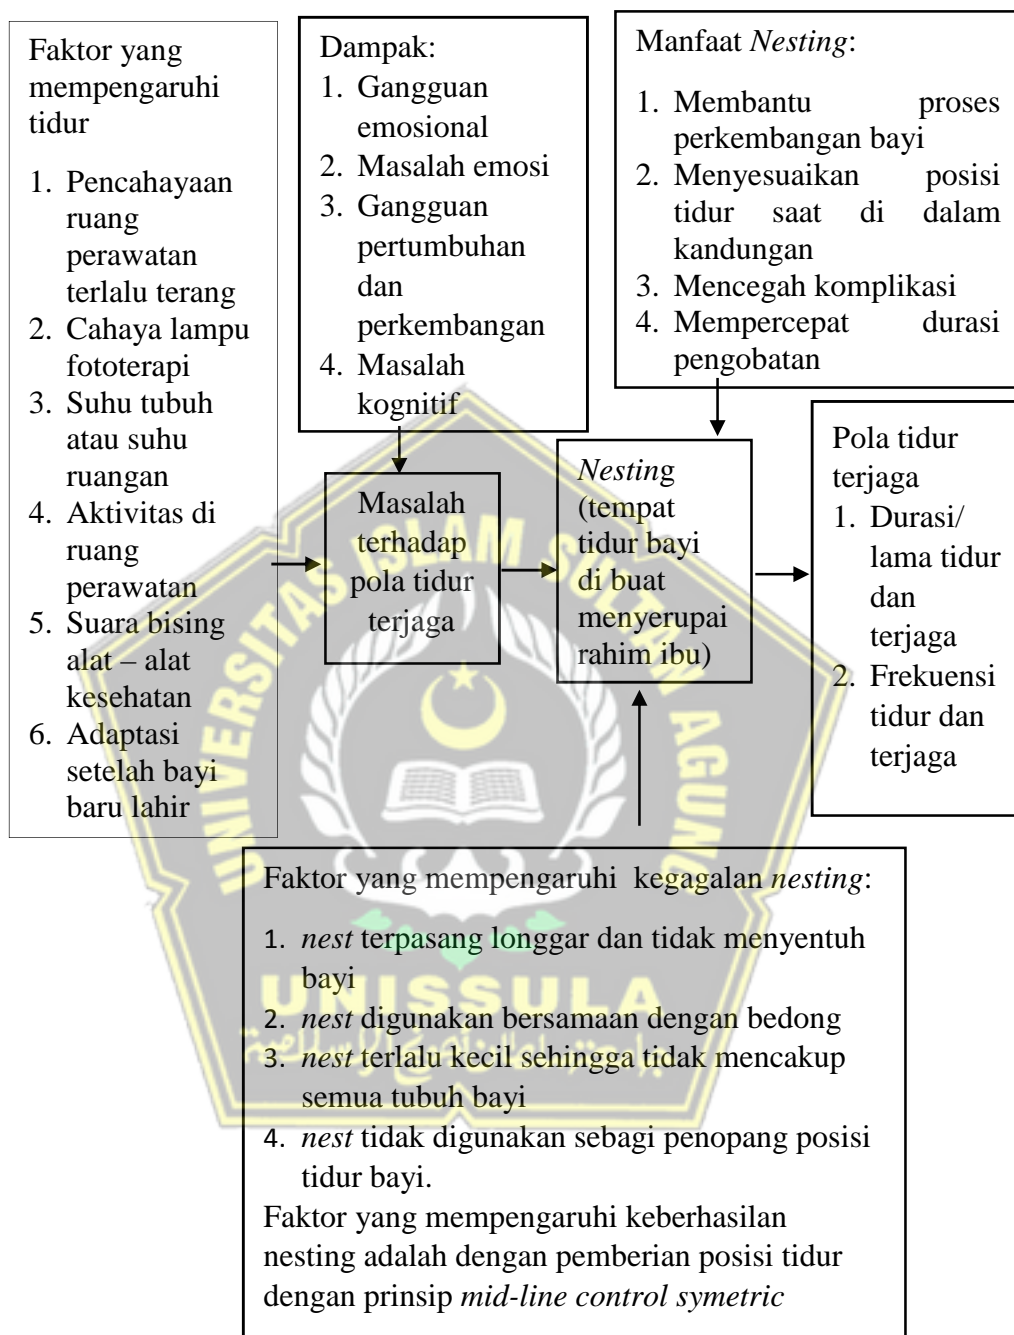 Faktor yang
mempengaruhi
tidur
1. Pencahayaan
ruang
perawatan
terlalu terang
2. Cahaya lampu
fototerapi
3. Suhu tubuh
atau suhu
ruangan
4. Aktivitas di
ruang
perawatan
5. Suara bising
alat – alat
kesehatan
6. Adaptasi
setelah bayi
baru lahir
Dampak:
1. Gangguan
emosional
2. Masalah emosi
3. Gangguan
pertumbuhan
dan
perkembangan
4. Masalah
kognitif
Manfaat Nesting:
1. Membantu proses
perkembangan bayi
2. Menyesuaikan posisi
tidur saat di dalam
kandungan
3. Mencegah komplikasi
4. Mempercepat durasi
pengobatan
Masalah
terhadap
pola tidur
terjaga
Nesting
(tempat
tidur bayi
di buat
menyerupai
rahim ibu)
Pola tidur
terjaga
1. Durasi/
lama tidur
dan
terjaga
2. Frekuensi
tidur dan
terjaga
Faktor yang mempengaruhi kegagalan nesting:
1. nest terpasang longgar dan tidak menyentuh
bayi
2. nest digunakan bersamaan dengan bedong
3. nest terlalu kecil sehingga tidak mencakup
semua tubuh bayi
4. nest tidak digunakan sebagi penopang posisi
tidur bayi.
Faktor yang mempengaruhi keberhasilan
nesting adalah dengan pemberian posisi tidur
dengan prinsip mid-line control symetric
UNIVERSITAS ISLAM SULTAN AGUNG
UNISSULA